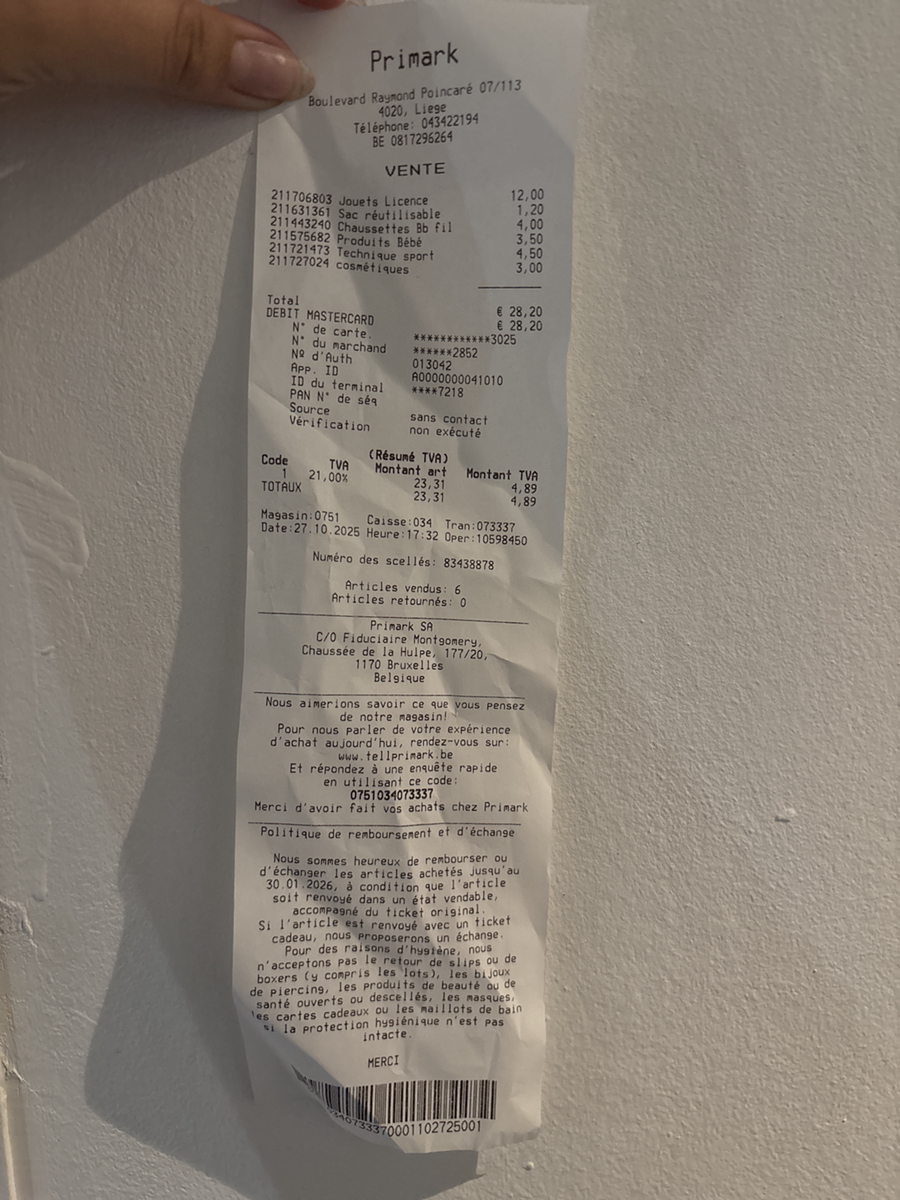 Primark
Boulevard Raymond Poincaré 07/113
4020, Liege
Téléphone: 043422194
BE 0817296264
VENTE
211706803 Jouets Licence 12,00
211631361 Sac réutilisable 1,20
211443240 Chaussettes Bb fil 4,00
211575682 Produits Bébé 3,50
211721473 Technique sport 4,50
211727024 cosmétiques 3,00
Total € 28,20
DEBIT MASTERCARD € 28,20
N° de carte. ************3025
N° du marchand ******2852
Nº d'Auth 013042
App. ID A0000000041010
ID du terminal ****7218
PAN N° de séq
Source sans contact
Vérification non exécuté
(Résumé TVA)
Code TVA Montant art Montant TVA
1 21,00% 23,31 4,89
TOTAUX 23,31 4,89
Magasin:0751 Caisse:034 Tran:073337
Date:27.10.2025 Heure:17:32 Oper:10598450
Numéro des scellés: 83438878
Articles vendus: 6
Articles retournés: 0
Primark SA
C/O Fiduciaire Montgomery,
Chaussée de la Hulpe, 177/20,
1170 Bruxelles
Belgique
Nous aimerions savoir ce que vous pensez
de notre magasin!
Pour nous parler de votre expérience
d'achat aujourd'hui, rendez-vous sur:
www.tellprimark.be
Et répondez à une enquête rapide
en utilisant ce code:
0751034073337
Merci d'avoir fait vos achats chez Primark
Politique de remboursement et d'échange
Nous sommes heureux de rembourser ou
d'échanger les articles achetés jusqu'au
30.01.2026, à condition que l'article
soit renvoyé dans un état vendable,
accompagné du ticket original.
Si l'article est renvoyé avec un ticket
cadeau, nous proposerons un échange.
Pour des raisons d'hygiène, nous
n'acceptons pas le retour de slips ou de
boxers (y compris les lots), les bijoux
de piercing, les produits de beauté ou de
santé ouverts ou descellés, les masques,
les cartes cadeaux ou les maillots de bain
si la protection hygiénique n'est pas
intacte.
MERCI
340733370001102725001